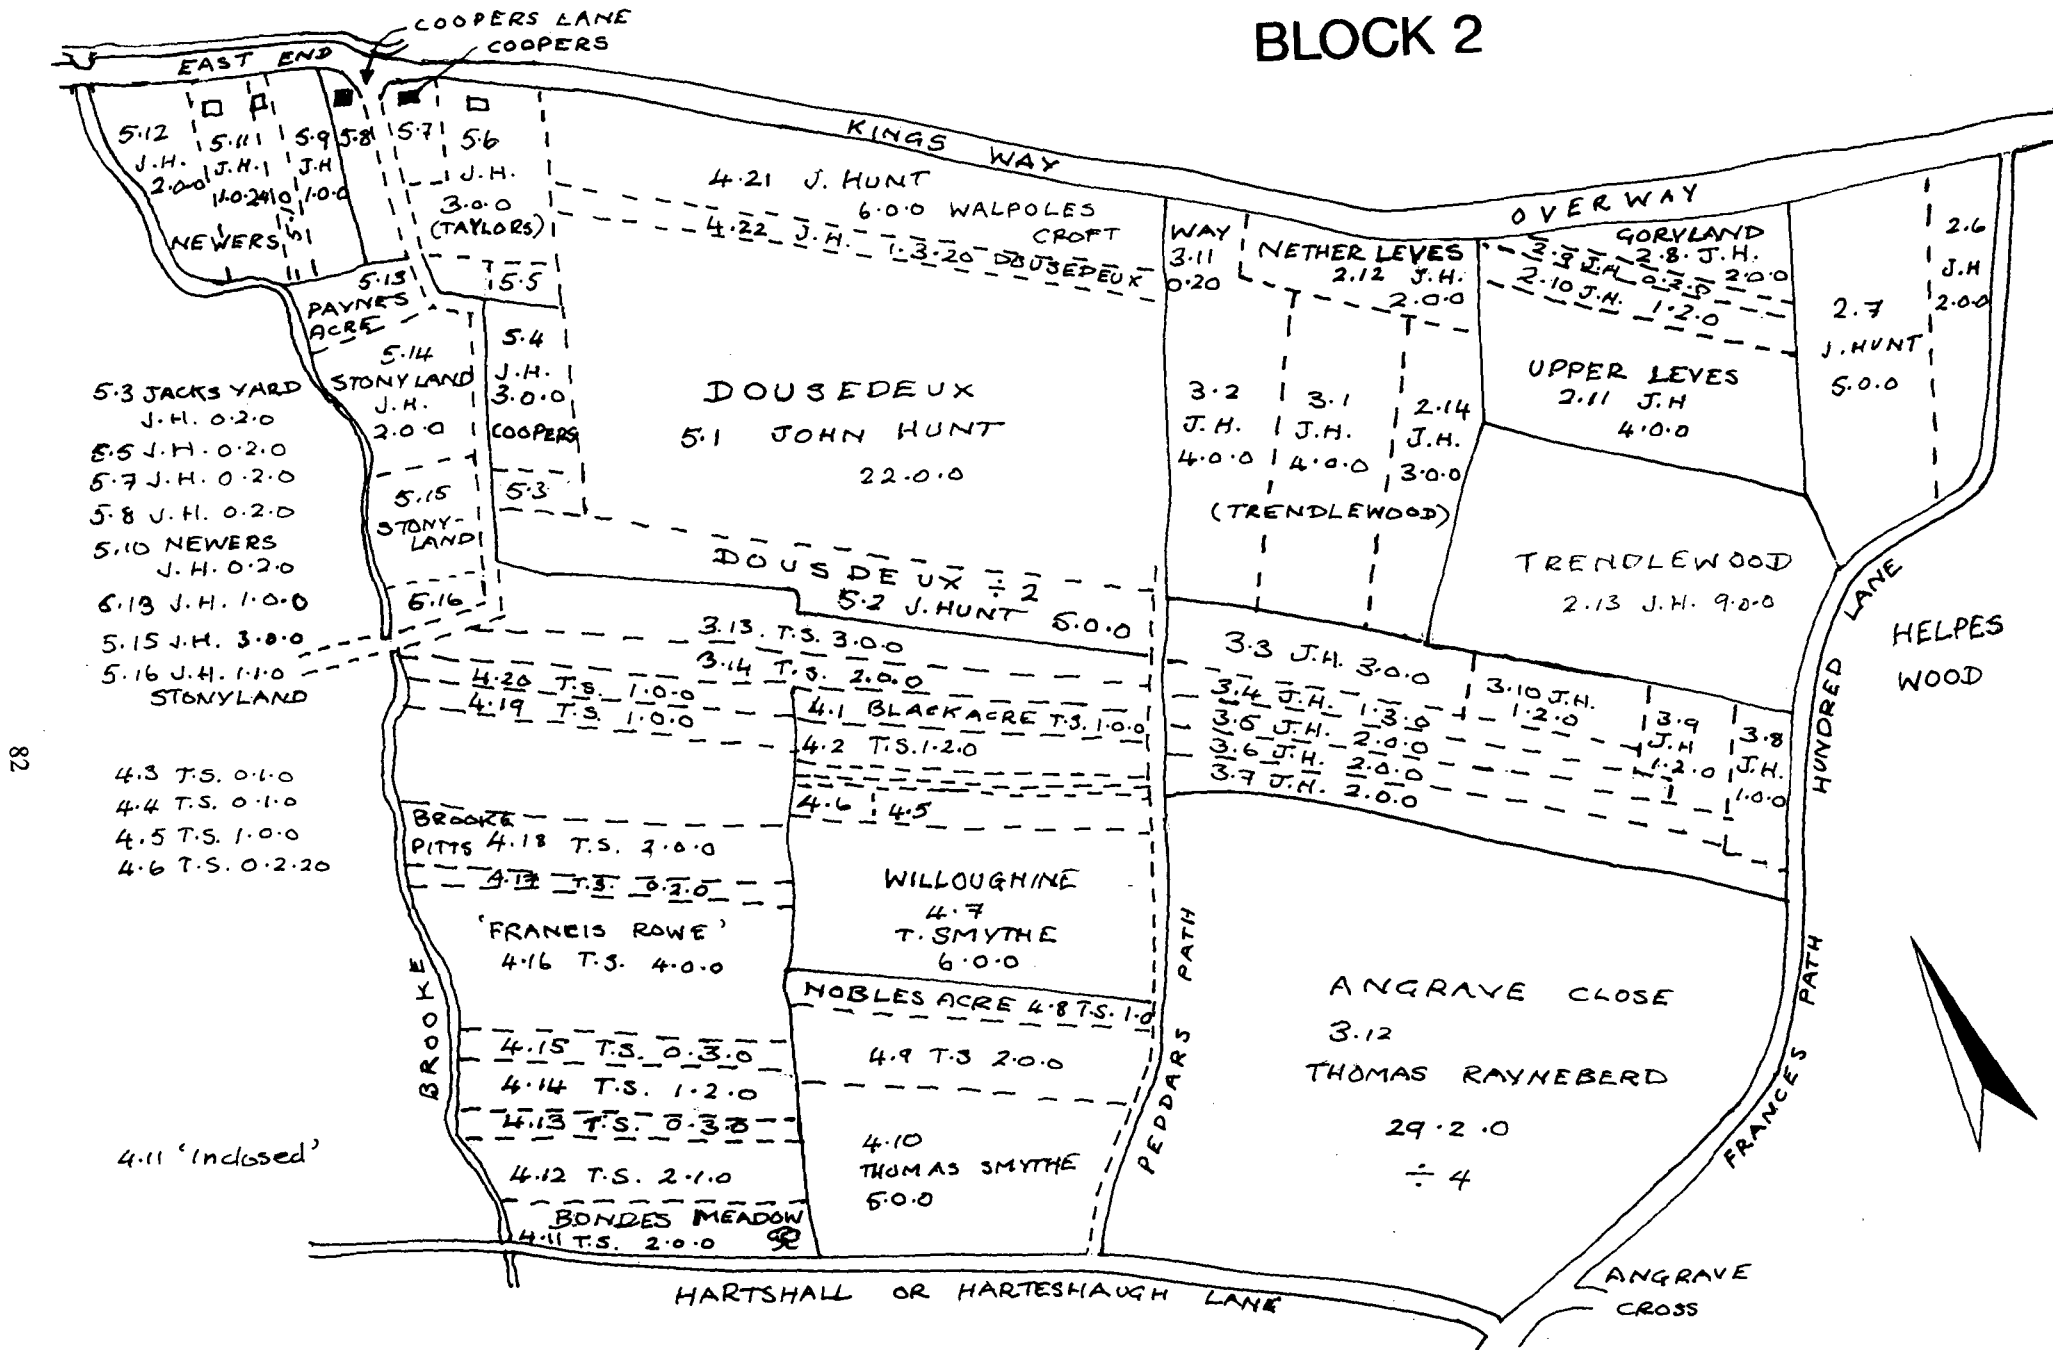 BLOCK 2
COOPERS LANE
COOPERS
EAST END
KINGS WAY
OVERWAY
5.12
J.H.
2.0.0
5.11
J.H.
1.0.24
5.9
J.H
1.0.0
5.8
5.7
5.6
J.H.
3.0.0
(TAYLORS)
NEWERS
5.5
5.13
PAYNES
ACRE
5.14
STONYLAND
J.H.
2.0.0
5.4
J.H.
3.0.0
COOPERS
5.3
5.15
STONY-
LAND
5.16
4.21 J. HUNT
6.0.0 WALPOLES
CROFT
4.22 J.H. 1.3.20 DOUSEDEUX
DOUSEDEUX
5.1 JOHN HUNT
22.0.0
DOUSDEUX ÷ 2
5.2 J. HUNT 5.0.0
WAY
3.11
0.20
NETHER LEVES
2.12 J.H.
2.0.0
GORYLAND
2.8. J.H.
2.0.0
2.9 J.H. 0.2.0
2.10 J.H. 1.2.0
UPPER LEVES
2.11 J.H
4.0.0
2.7
J. HUNT
5.0.0
2.6
J.H
2.0.0
3.2
J.H.
4.0.0
3.1
J.H.
4.0.0
2.14
J.H.
3.0.0
(TRENDLEWOOD)
TRENDLEWOOD
2.13 J.H. 9.0.0
HUNDRED LANE
HELPES
WOOD
5.3 JACKS YARD
J.H. 0.2.0
5.5 J.H. 0.2.0
5.7 J.H. 0.2.0
5.8 J.H. 0.2.0
5.10 NEWERS
J.H. 0.2.0
5.13 J.H. 1.0.0
5.15 J.H. 3.0.0
5.16 J.H. 1.1.0
STONYLAND
3.13. T.S. 3.0.0
3.14 T.S. 2.0.0
4.20 T.S. 1.0.0
4.19 T.S. 1.0.0
4.1 BLACKACRE T.S. 1.0.0
4.2 T.S. 1.2.0
4.6
4.5
3.3 J.H. 3.0.0
3.4 J.H. 1.3.0
3.5 J.H. 2.0.0
3.6 J.H. 2.0.0
3.7 J.H. 2.0.0
3.10 J.H.
1.2.0
3.9
J.H
1.2.0
3.8
J.H.
1.0.0
82
4.3 T.S. 0.1.0
4.4 T.S. 0.1.0
4.5 T.S. 1.0.0
4.6 T.S. 0.2.20
BROOKE
PITTS 4.18 T.S. 2.0.0
4.17 T.S. 0.2.0
'FRANCIS ROWE'
4.16 T.S. 4.0.0
WILLOUGHINE
4.7
T. SMYTHE
6.0.0
NOBLES ACRE 4.8 T.S. 1.0
4.9 T.S 2.0.0
4.15 T.S. 0.3.0
4.14 T.S. 1.2.0
4.13 T.S. 0.3.0
4.12 T.S. 2.1.0
4.10
THOMAS SMYTHE
5.0.0
BONDES MEADOW
4.11 T.S. 2.0.0
4.11 'Inclosed'
BROOKE
PEDDARS PATH
ANGRAVE CLOSE
3.12
THOMAS RAYNEBERD
29.2.0
÷ 4
FRANCES PATH
HARTSHALL OR HARTESHAUGH LANE
ANGRAVE
CROSS